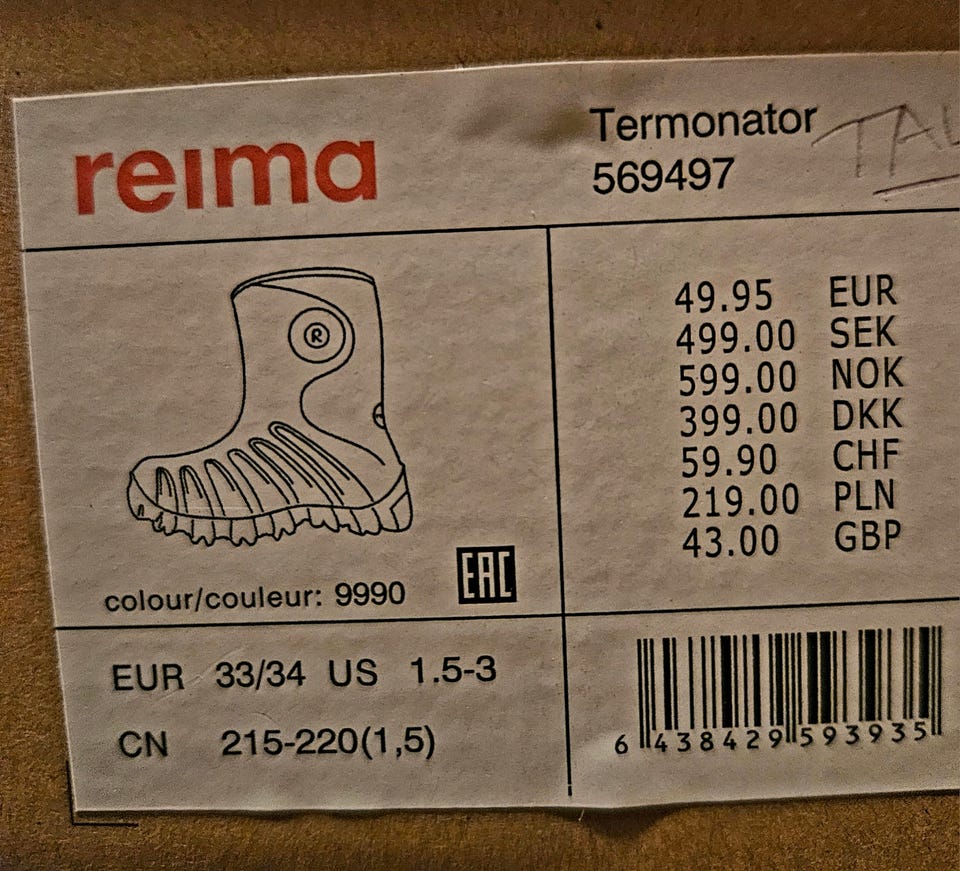 reima
Termonator
569497
®
49.95 EUR
499.00 SEK
599.00 NOK
399.00 DKK
59.90 CHF
219.00 PLN
43.00 GBP
colour/couleur: 9990
EAC
EUR 33/34 US 1.5-3
CN 215-220(1,5)
6 438429 593935